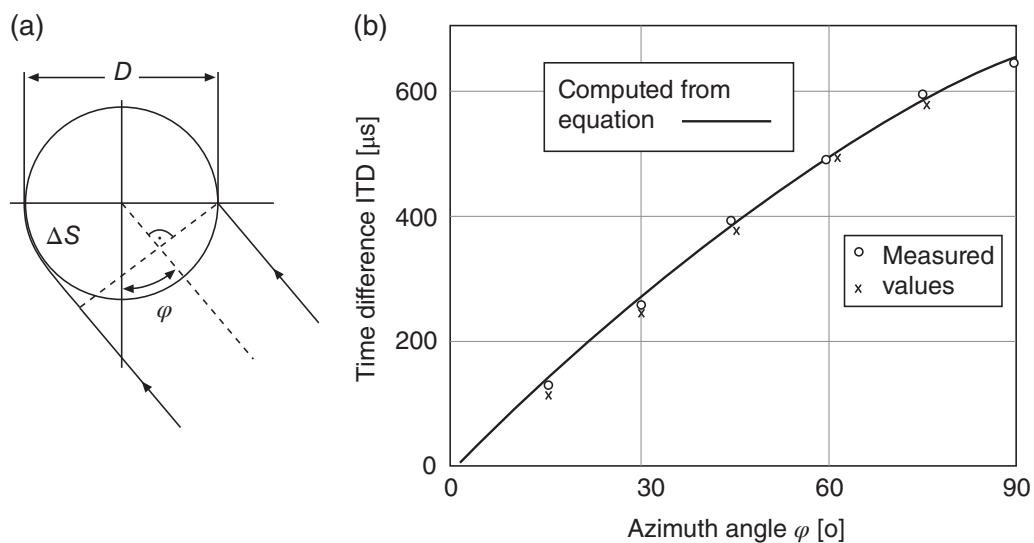 (a)
D
ΔS
φ
(b)
Time difference ITD [μs]
600
400
200
0
Computed from
equation
o Measured
x values
0 30 60 90
Azimuth angle φ [o]